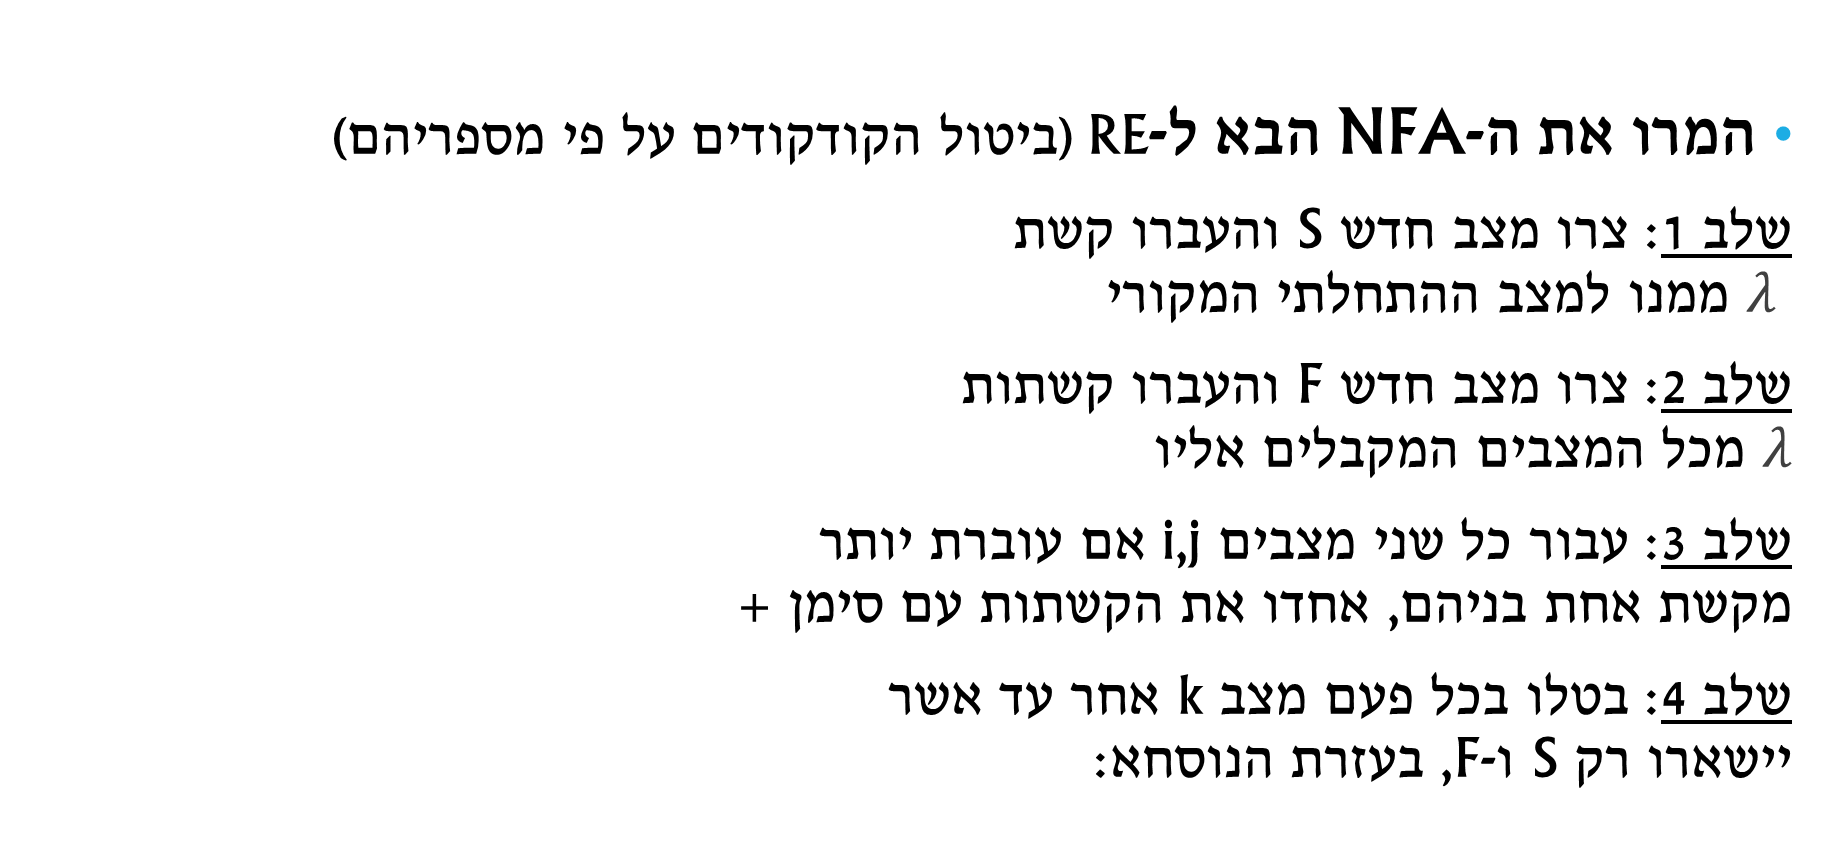 • המרו את ה-NFA הבא ל-RE (ביטול הקודקודים על פי מספריהם)
שלב 1: צרו מצב חדש S והעברו קשת
λ ממנו למצב ההתחלתי המקורי
שלב 2: צרו מצב חדש F והעברו קשתות
λ מכל המצבים המקבלים אליו
שלב 3: עבור כל שני מצבים i,j אם עוברת יותר
מקשת אחת בניהם, אחדו את הקשתות עם סימן +
שלב 4: בטלו בכל פעם מצב k אחר עד אשר
יישארו רק S ו-F, בעזרת הנוסחא: